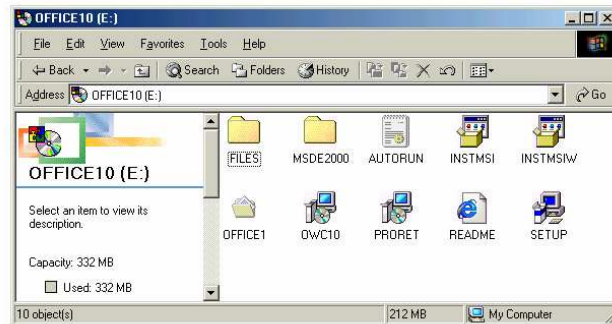 OFFICE10 (E:)
File Edit View Favorites Tools Help
Back Search Folders History
Address OFFICE10 (E:) Go
OFFICE10 (E:)
Select an item to view its
description.
Capacity: 332 MB
Used: 332 MB
FILES MSDE2000 AUTORUN INSTMSI INSTMSIW
OFFICE1 OWC10 PRORET README SETUP
10 object(s) 212 MB My Computer